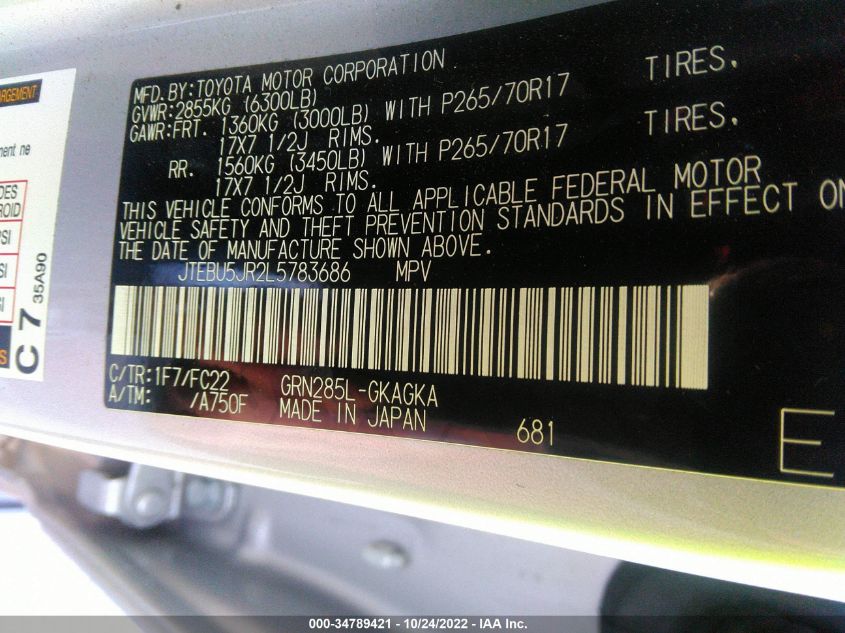 MFD.BY:TOYOTA MOTOR CORPORATION
GVWR:2855KG (6300LB)
GAWR:FRT. 1360KG (3000LB) WITH P265/70R17 TIRES,
17X7 1/2J RIMS.
RR. 1560KG (3450LB) WITH P265/70R17 TIRES,
17X7 1/2J RIMS.
THIS VEHICLE CONFORMS TO ALL APPLICABLE FEDERAL MOTOR
VEHICLE SAFETY AND THEFT PREVENTION STANDARDS IN EFFECT ON
THE DATE OF MANUFACTURE SHOWN ABOVE.
JTEBU5JR2L5783686 MPV
C/TR:1F7/FC22 GRN285L-GKAGKA
A/TM: /A750F MADE IN JAPAN 681
E
C7 35A90
000-34789421 - 10/24/2022 - IAA Inc.